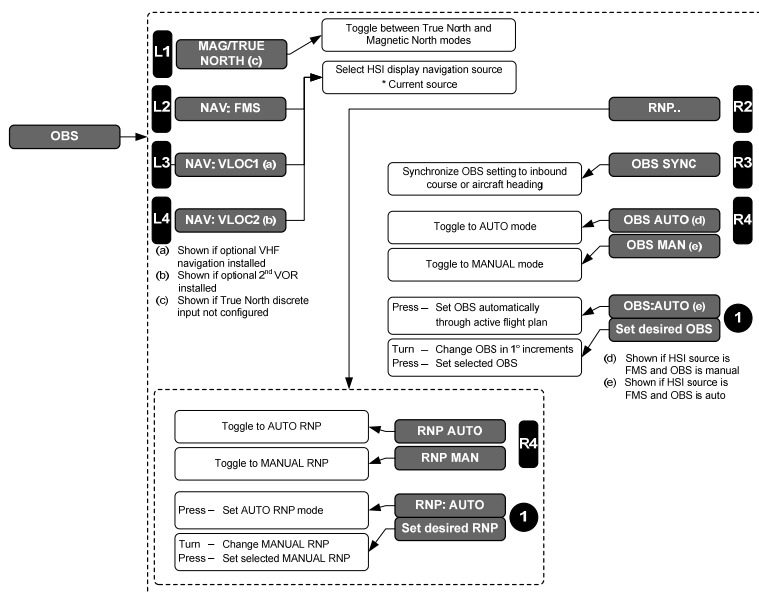 OBS
L1
MAG/TRUE
NORTH (c)
Toggle between True North and
Magnetic North modes
Select HSI display navigation source
* Current source
L2
NAV: FMS
L3
NAV: VLOC1 (a)
L4
NAV: VLOC2 (b)
(a) Shown if optional VHF
navigation installed
(b) Shown if optional 2nd VOR
installed
(c) Shown if True North discrete
input not configured
RNP..
R2
Synchronize OBS setting to inbound
course or aircraft heading
OBS SYNC
R3
Toggle to AUTO mode
OBS AUTO (d)
R4
Toggle to MANUAL mode
OBS MAN (e)
Press – Set OBS automatically
through active flight plan
OBS:AUTO (e)
1
Set desired OBS
Turn – Change OBS in 1° increments
Press – Set selected OBS
(d) Shown if HSI source is
FMS and OBS is manual
(e) Shown if HSI source is
FMS and OBS is auto
Toggle to AUTO RNP
RNP AUTO
R4
Toggle to MANUAL RNP
RNP MAN
Press – Set AUTO RNP mode
RNP: AUTO
1
Set desired RNP
Turn – Change MANUAL RNP
Press – Set selected MANUAL RNP